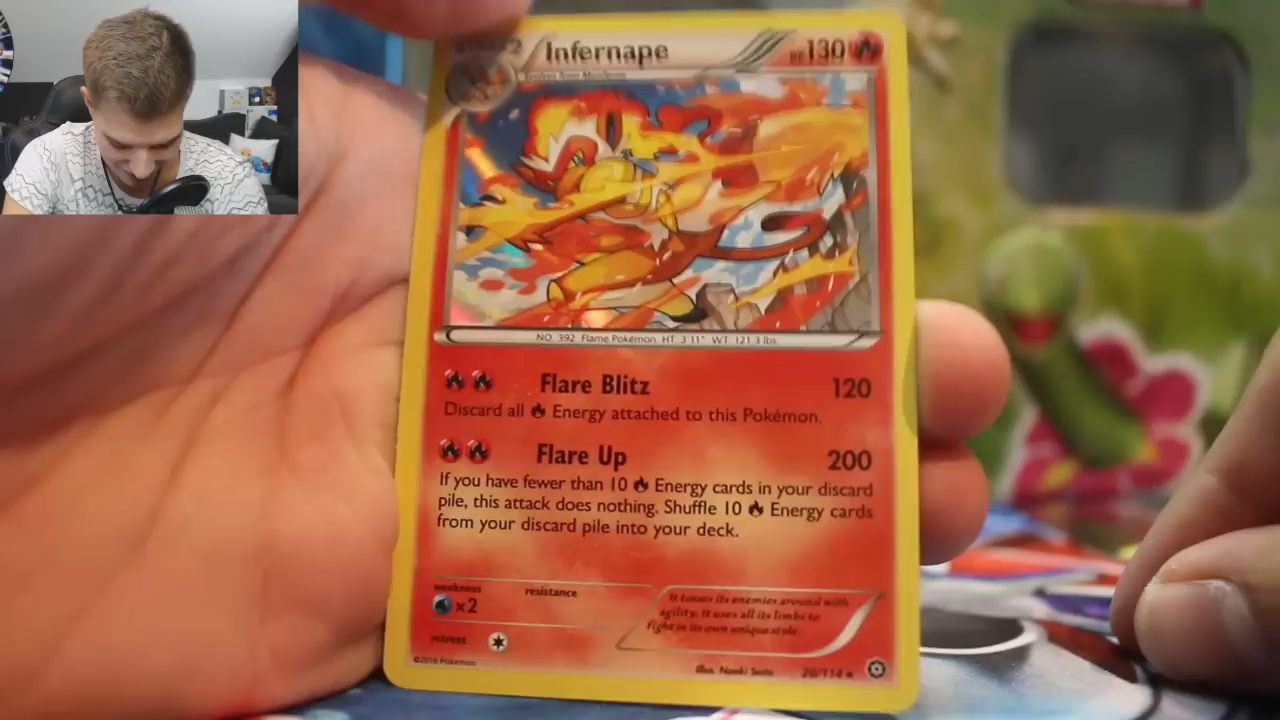 Infernape
130
NO. 392 Flame Pokémon HT. 3'11" WT. 121.3 lbs.
Flare Blitz 120
Discard all Energy attached to this Pokémon.
Flare Up 200
If you have fewer than 10 Energy cards in your discard
pile, this attack does nothing. Shuffle 10 Energy cards
from your discard pile into your deck.
weakness resistance
×2
It tosses its enemies around with
agility. It uses all its limbs to
fight in its own unique style.
retreat
©2016 Pokémon
Illus. Naoki Saito